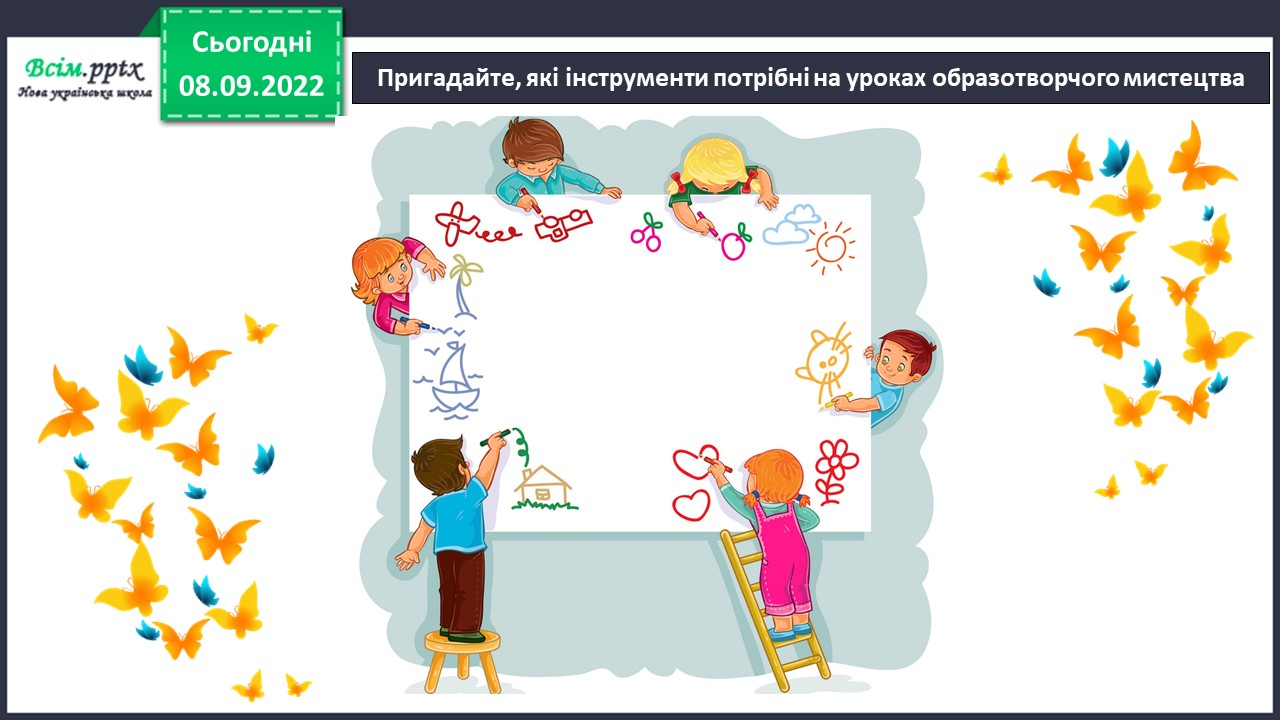 Всім.pptx
Нова українська школа
Сьогодні
08.09.2022
Пригадайте, які інструменти потрібні на уроках образотворчого мистецтва